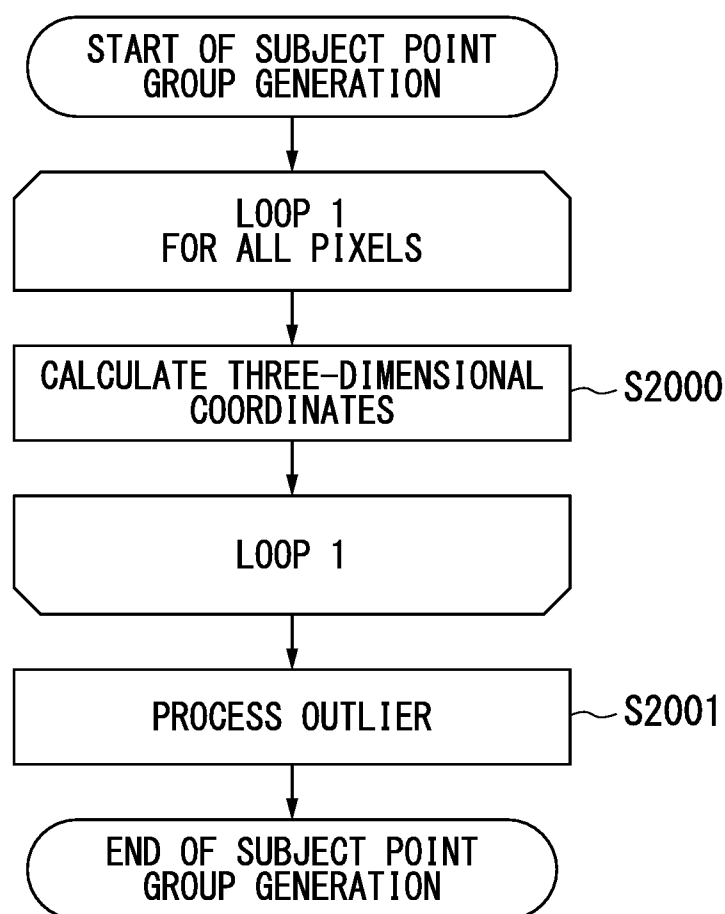 START OF SUBJECT POINT
GROUP GENERATION
LOOP 1
FOR ALL PIXELS
CALCULATE THREE-DIMENSIONAL
COORDINATES
S2000
LOOP 1
PROCESS OUTLIER
S2001
END OF SUBJECT POINT
GROUP GENERATION